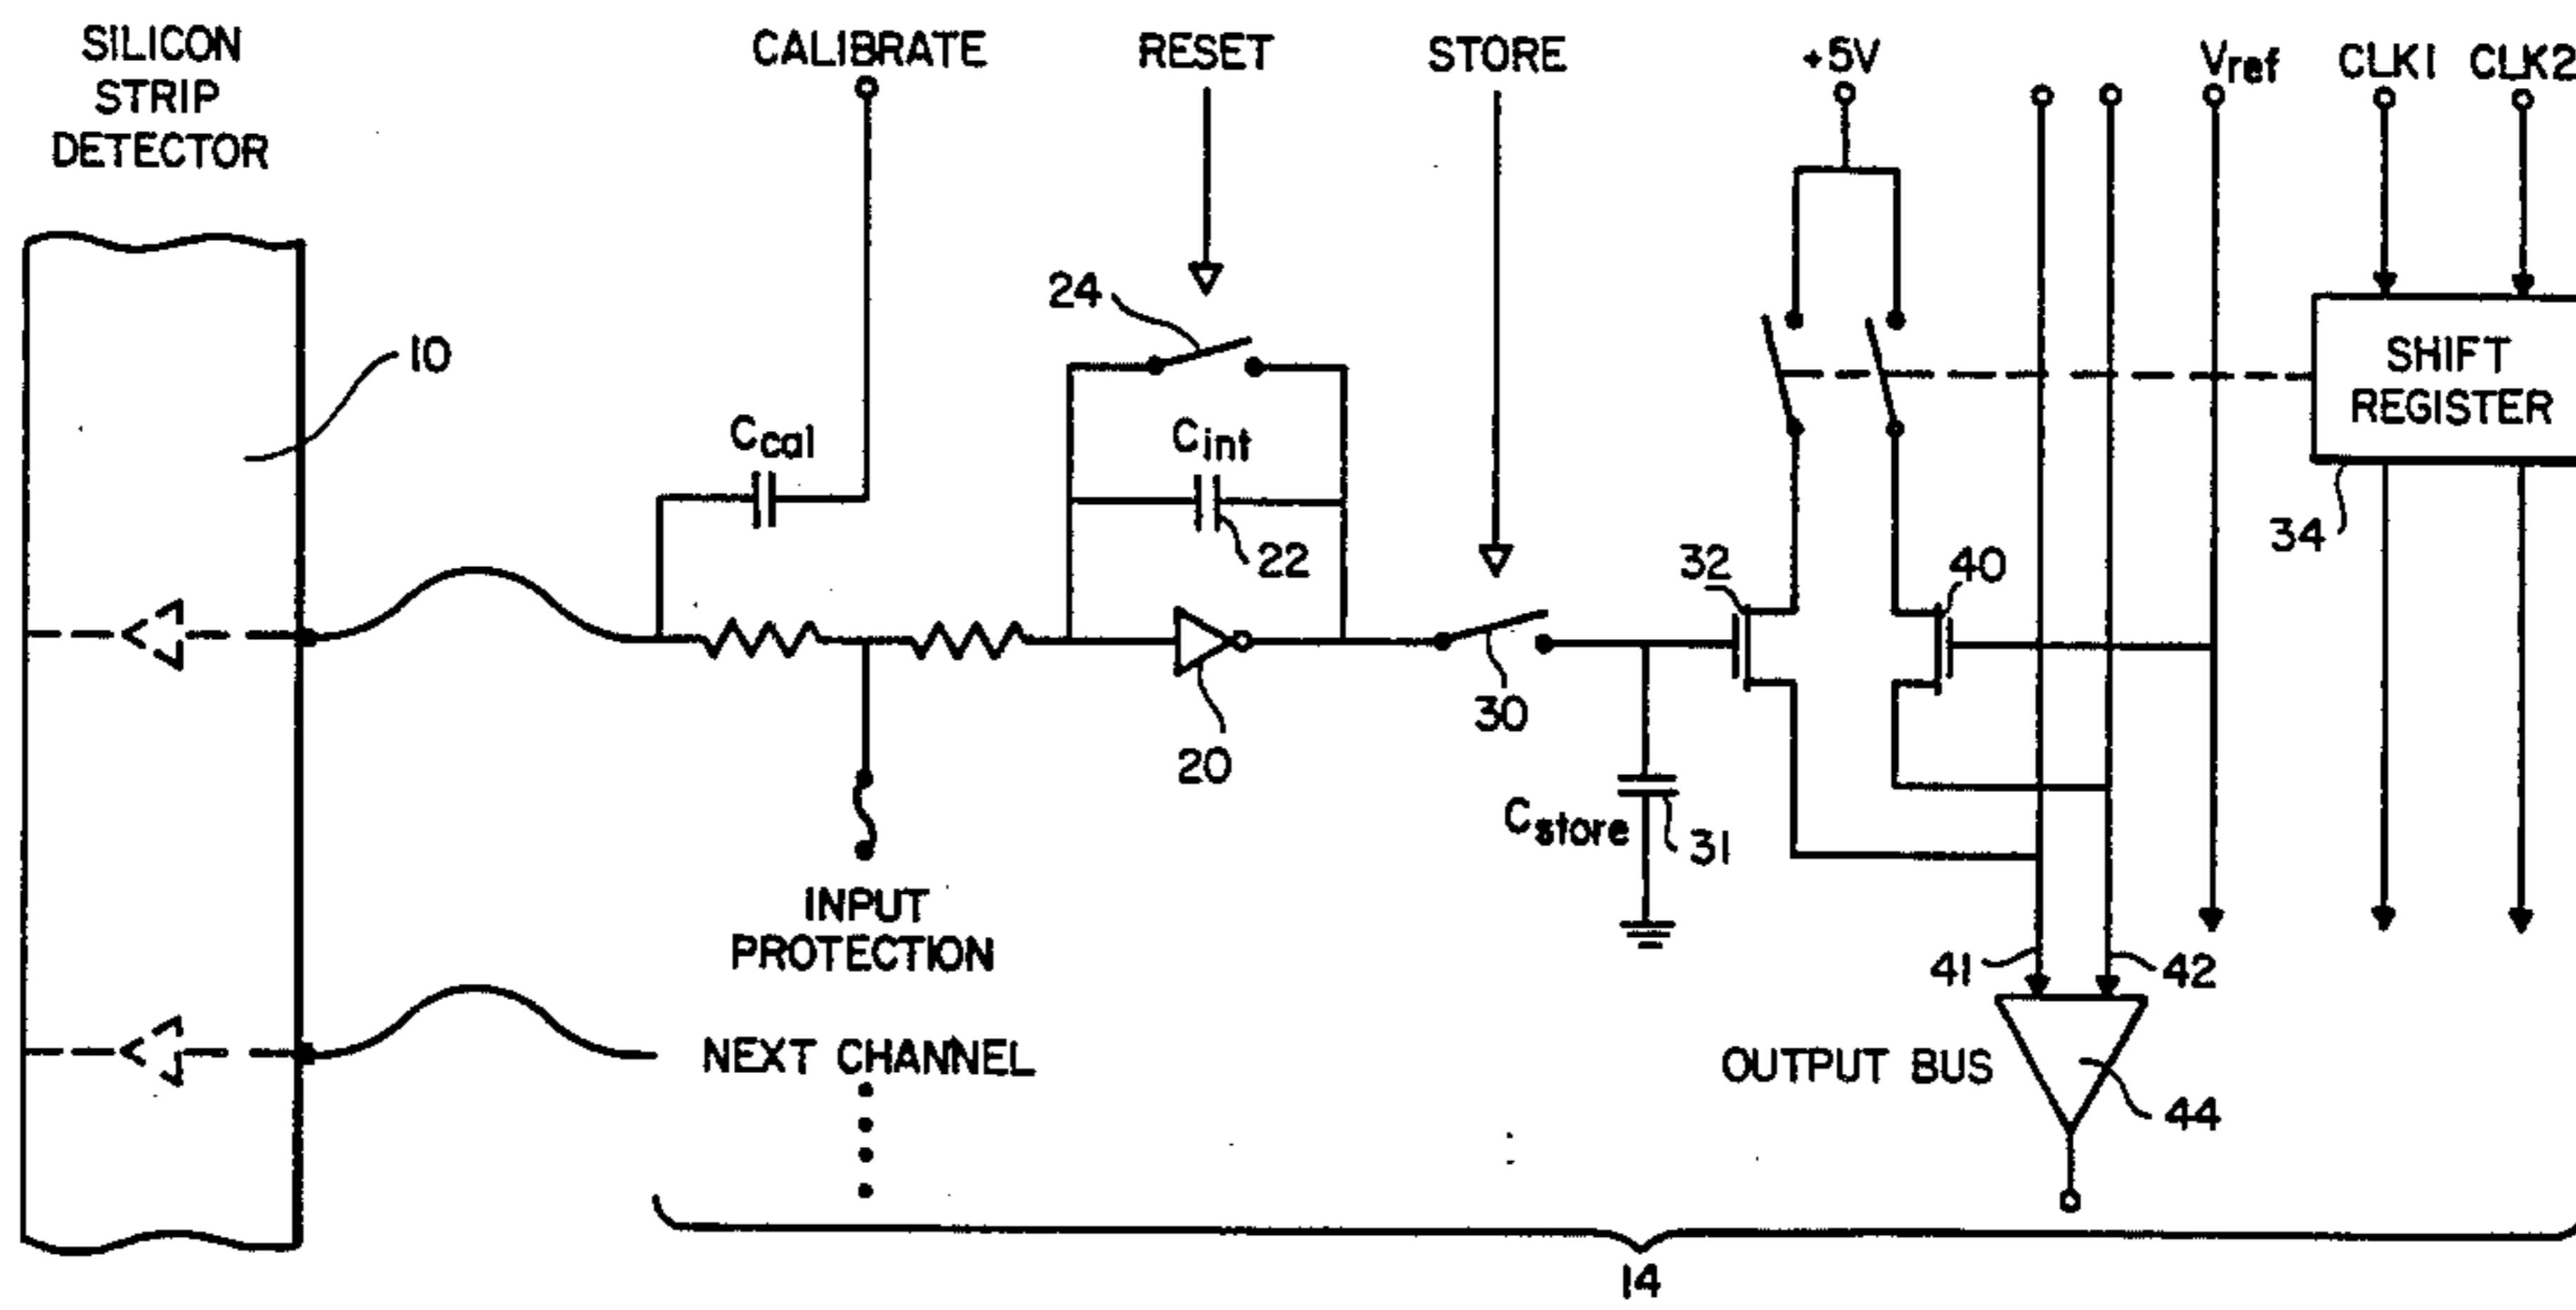 SILICON
STRIP
DETECTOR
CALIBRATE
RESET
STORE
+5V
Vref
CLK1
CLK2
24
10
SHIFT
REGISTER
Ccal
Cint
22
34
32
40
30
20
Cstore
31
INPUT
PROTECTION
41
42
NEXT CHANNEL
OUTPUT BUS
44
14